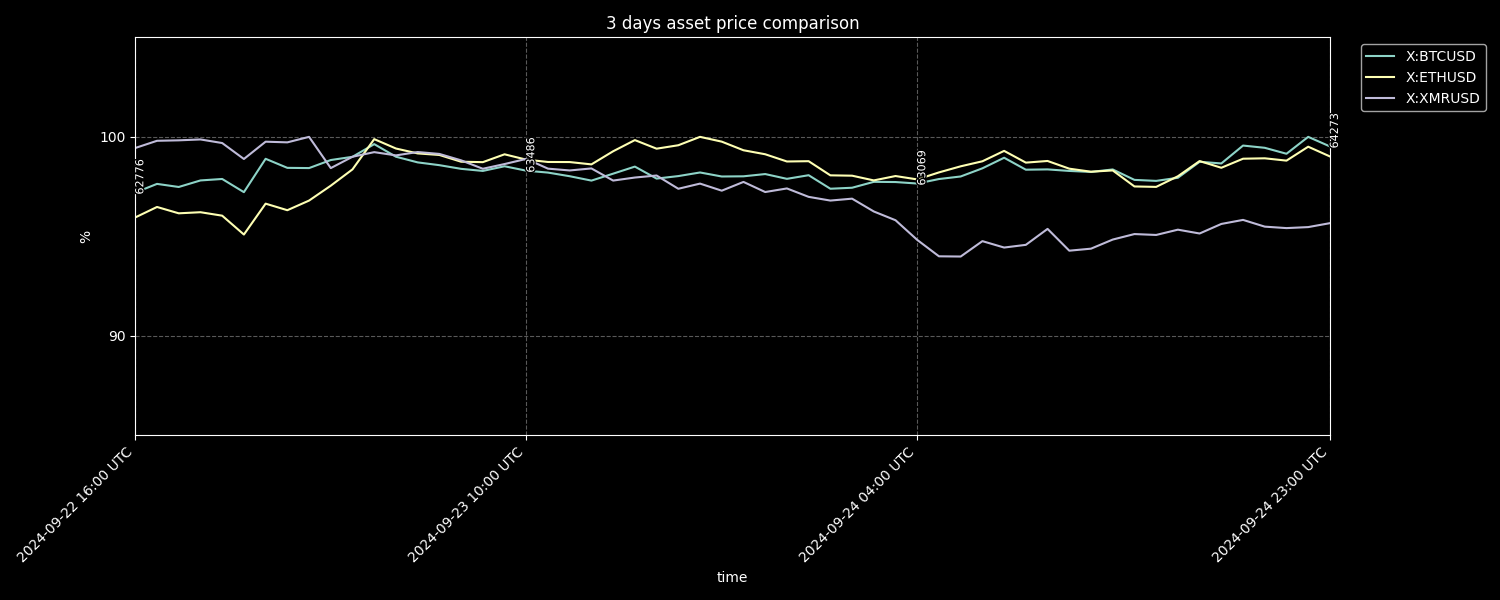 3 days asset price comparison
X:BTCUSD
X:ETHUSD
X:XMRUSD
100
90
%
62776
63486
63069
64273
2024-09-22 16:00 UTC
2024-09-23 10:00 UTC
2024-09-24 04:00 UTC
2024-09-24 23:00 UTC
time